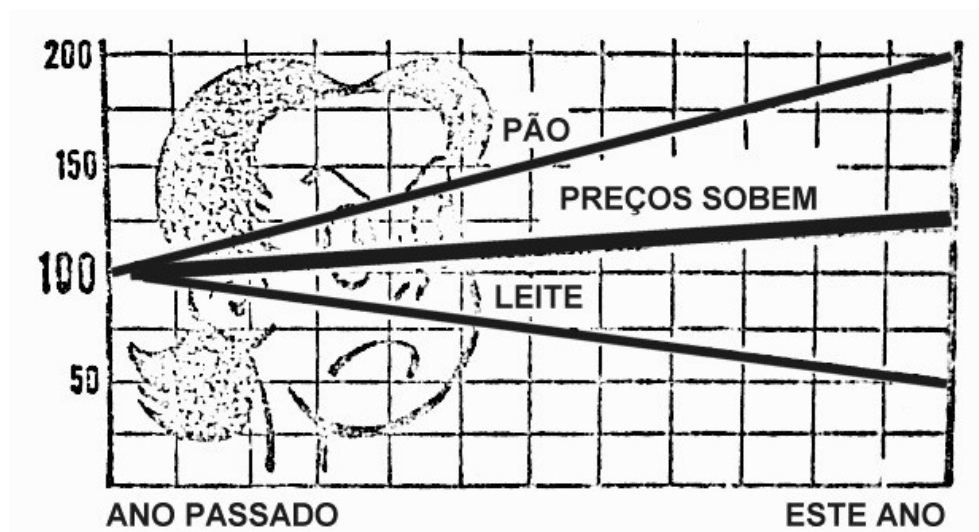 200
PÃO
150
PREÇOS SOBEM
100
LEITE
50
ANO PASSADO
ESTE ANO